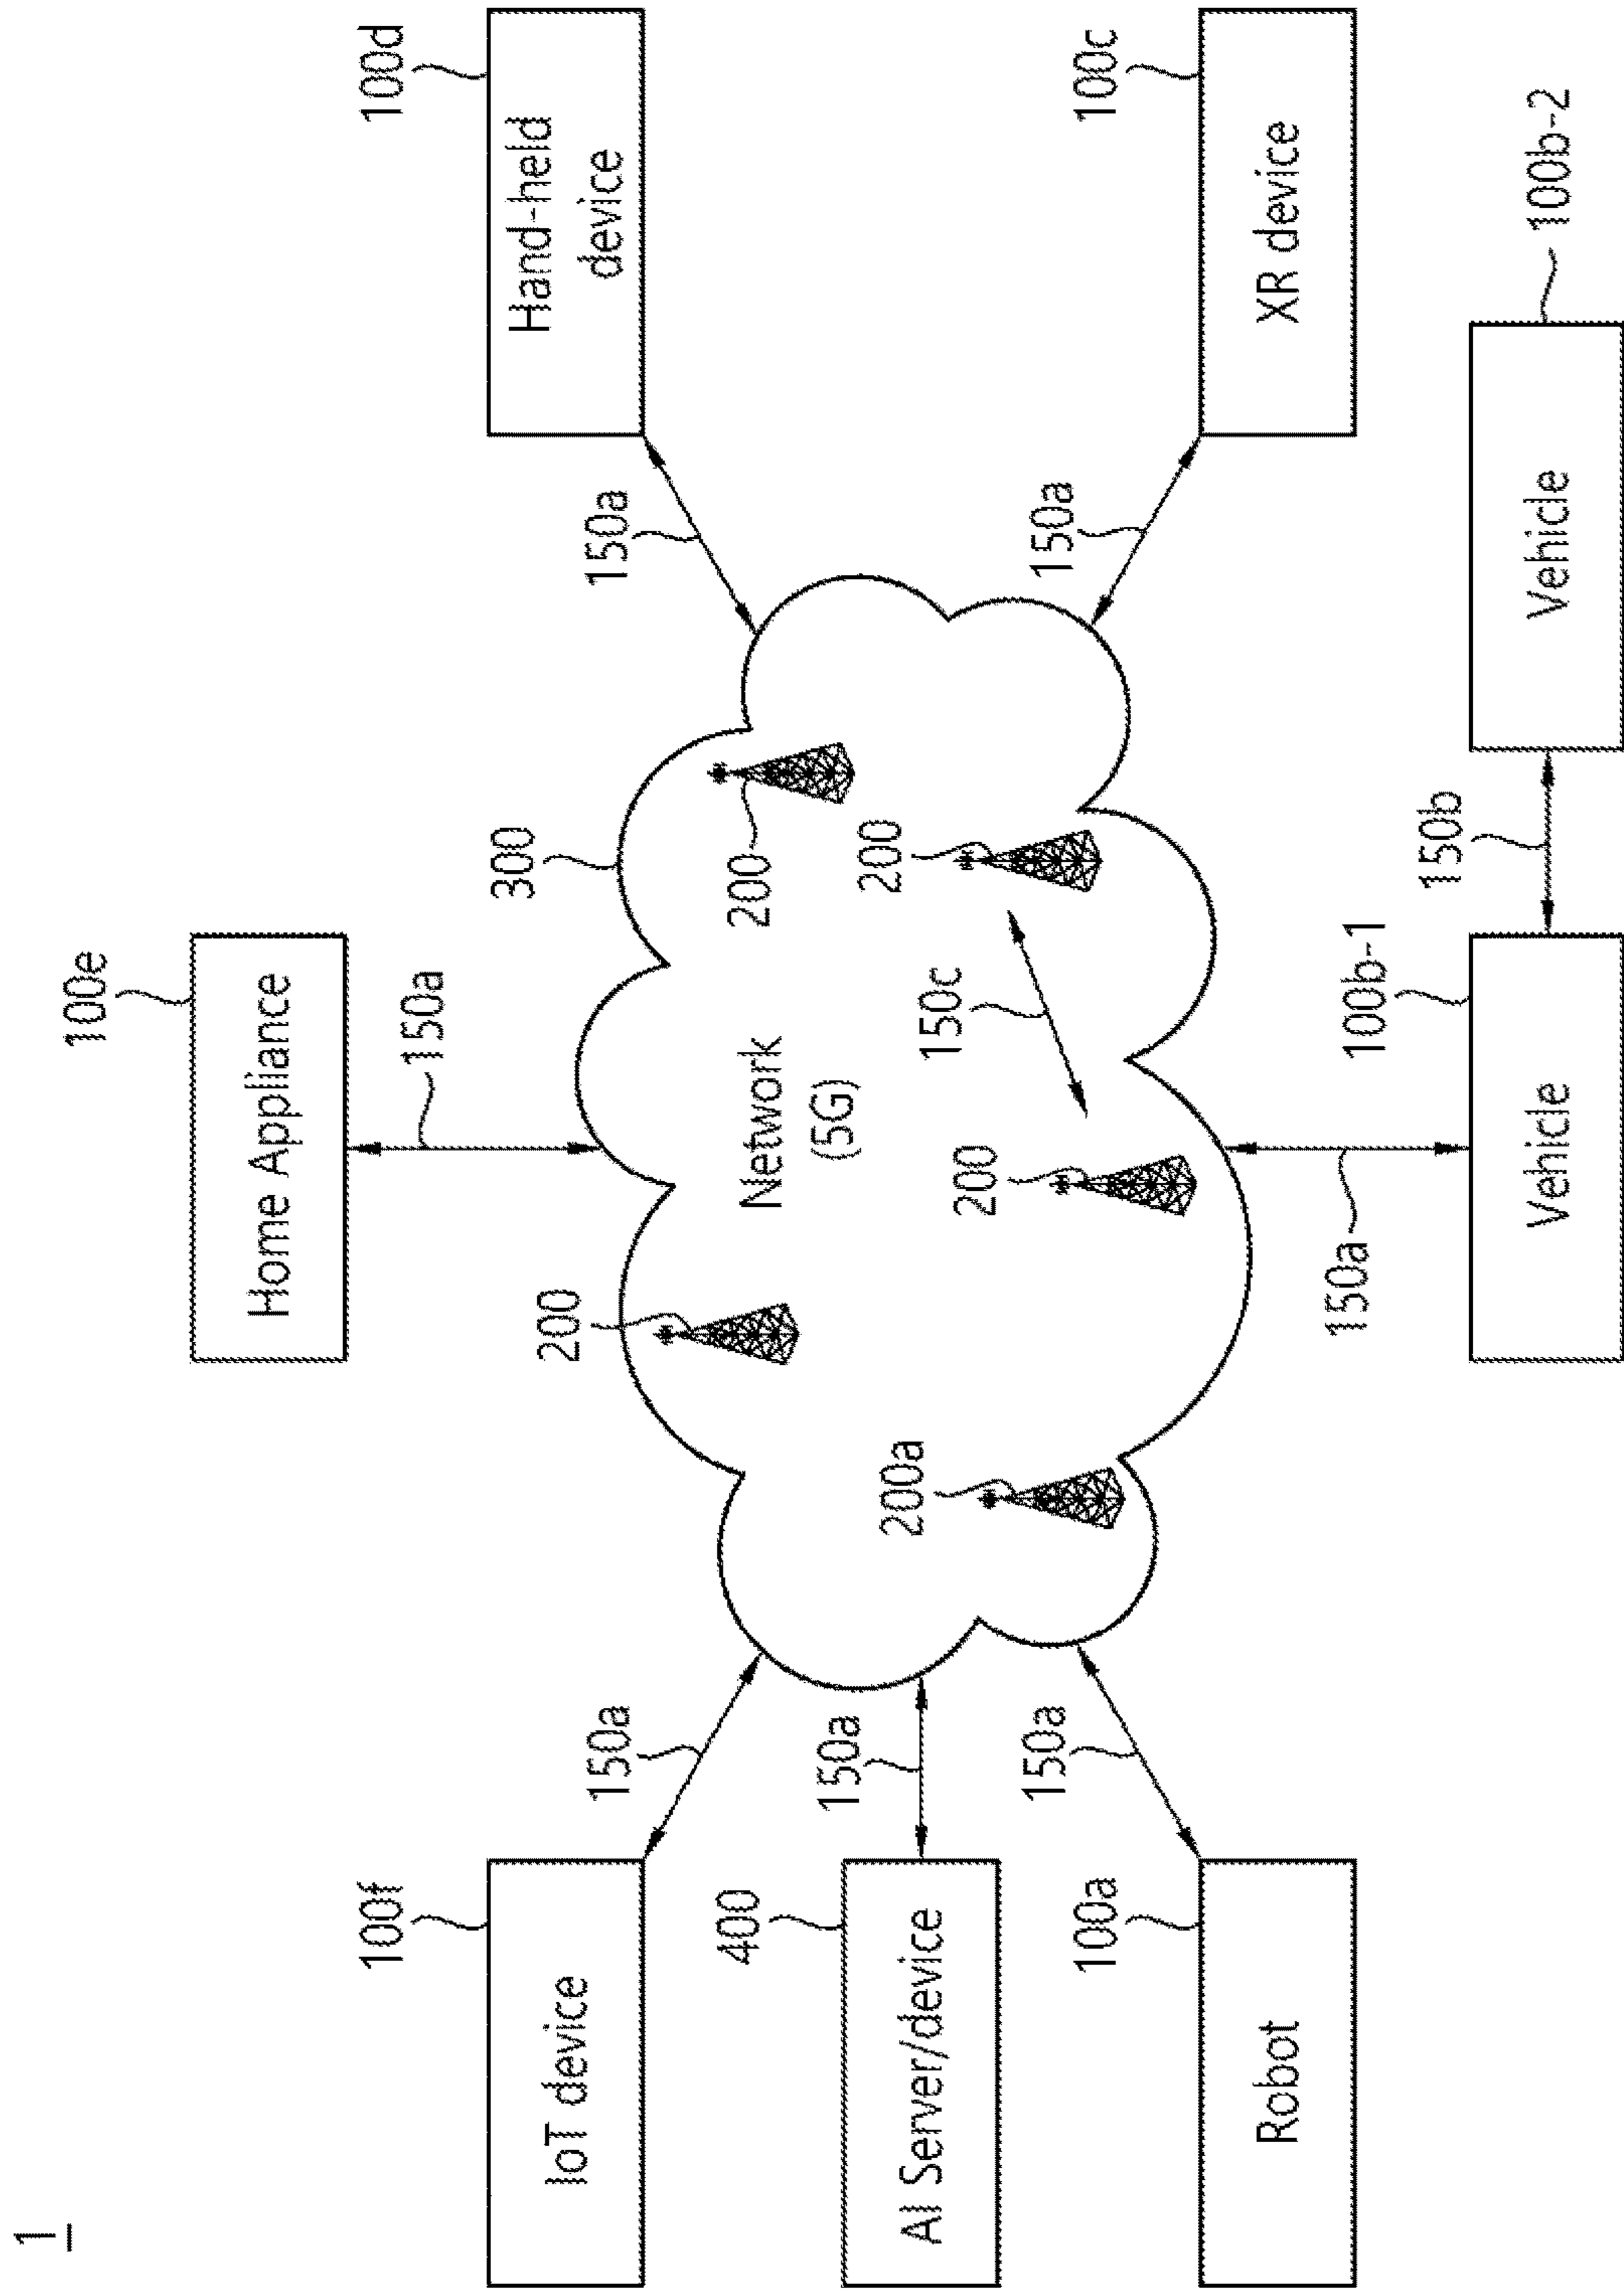 1
100e
Home Appliance
150a
100f
IoT device
150a
300
200
200
Network
(5G)
150a
100d
Hand-held
device
400
AI Server/device
150a
200a
200
150c
200
100a
Robot
150a
150a
100c
XR device
150a
100b-1
Vehicle
150b
Vehicle
100b-2